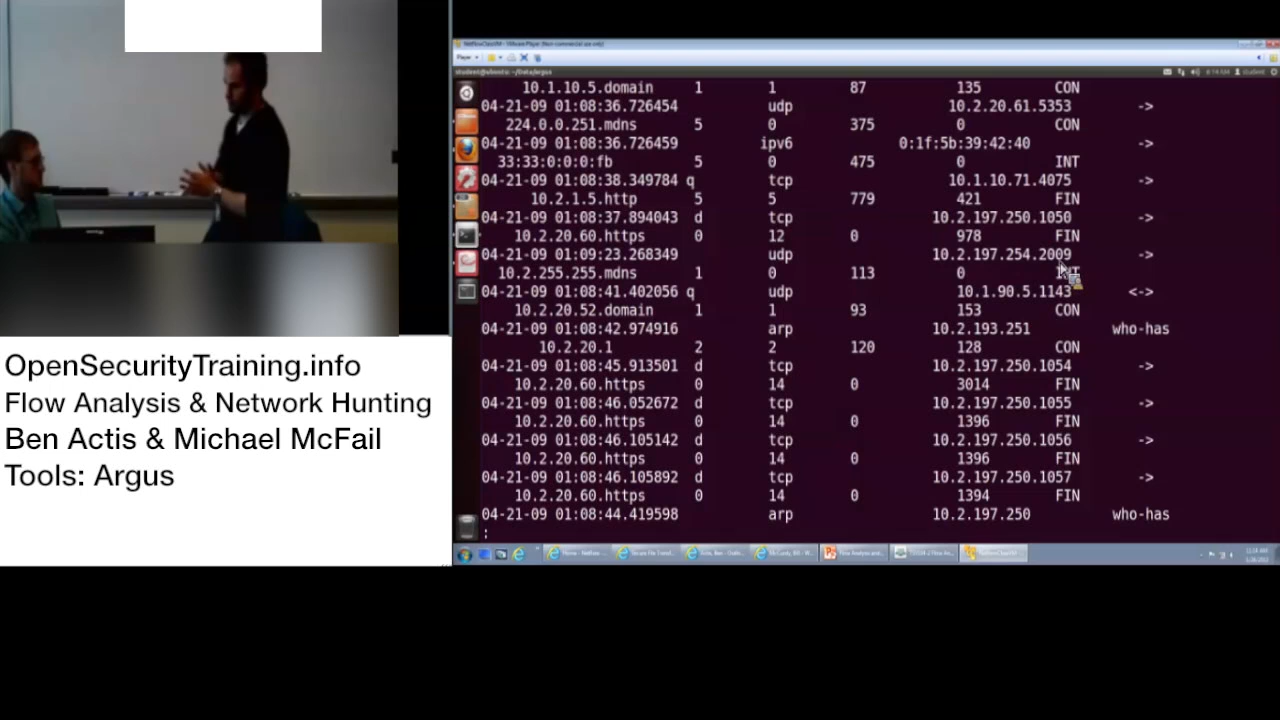 NetflowClassVM - VMware Player (Non-commercial use only)
Player
student@ubuntu: ~/Data/argus
10.1.10.5.domain 1 1 87 135 CON
04-21-09 01:08:36.726454 udp 10.2.20.61.5353 ->
224.0.0.251.mdns 5 0 375 0 CON
04-21-09 01:08:36.726459 ipv6 0:1f:5b:39:42:40 ->
33:33:0:0:0:fb 5 0 475 0 INT
04-21-09 01:08:38.349784 q tcp 10.1.10.71.4075 ->
10.2.1.5.http 5 5 779 421 FIN
04-21-09 01:08:37.894043 d tcp 10.2.197.250.1050 ->
10.2.20.60.https 0 12 0 978 FIN
04-21-09 01:09:23.268349 udp 10.2.197.254.2009 ->
10.2.255.255.mdns 1 0 113 0 INT
04-21-09 01:08:41.402056 q udp 10.1.90.5.1143 <->
10.2.20.52.domain 1 1 93 153 CON
04-21-09 01:08:42.974916 arp 10.2.193.251 who-has
10.2.20.1 2 2 120 128 CON
04-21-09 01:08:45.913501 d tcp 10.2.197.250.1054 ->
10.2.20.60.https 0 14 0 3014 FIN
04-21-09 01:08:46.052672 d tcp 10.2.197.250.1055 ->
10.2.20.60.https 0 14 0 1396 FIN
04-21-09 01:08:46.105142 d tcp 10.2.197.250.1056 ->
10.2.20.60.https 0 14 0 1396 FIN
04-21-09 01:08:46.105892 d tcp 10.2.197.250.1057 ->
10.2.20.60.https 0 14 0 1394 FIN
04-21-09 01:08:44.419598 arp 10.2.197.250 who-has
:
OpenSecurityTraining.info
Flow Analysis & Network Hunting
Ben Actis & Michael McFail
Tools: Argus